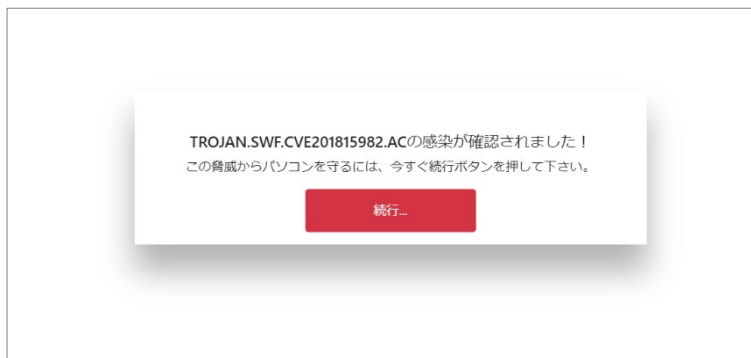 TROJAN.SWF.CVE201815982.ACの感染が確認されました！
この脅威からパソコンを守るには、今すぐ続行ボタンを押して下さい。
続行...